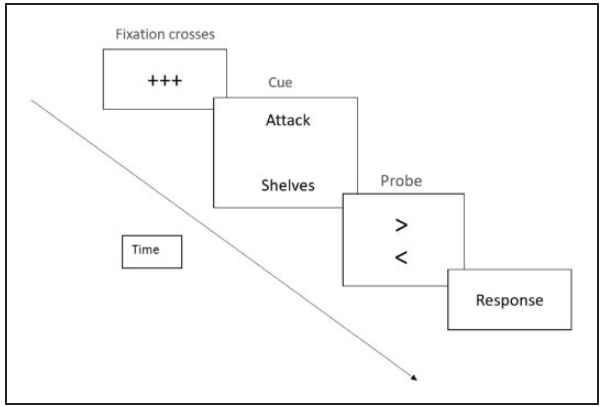 Fixation crosses
+++
Cue
Attack
Shelves
Probe
>
<
Time
Response